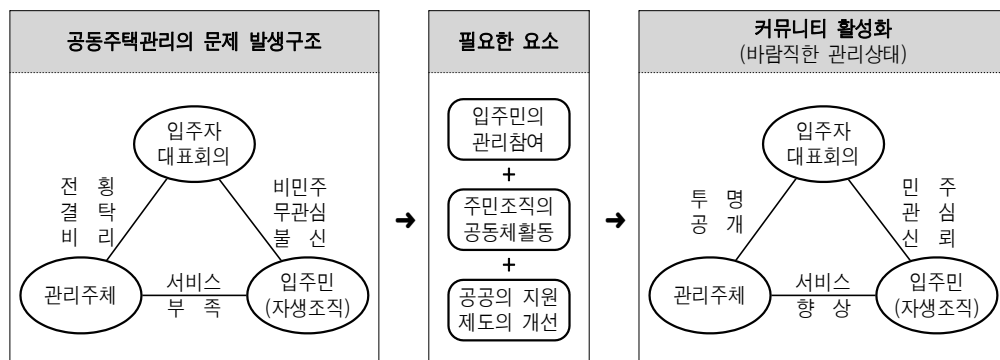 공동주택관리의 문제 발생구조
입주자
대표회의
전 횡
결 탁
비 리
비민주
무관심
불 신
관리주체
서비스
부 족
입주민
(자생조직)
필요한 요소
입주민의
관리참여
+
주민조직의
공동체활동
+
공공의 지원
제도의 개선
커뮤니티 활성화
(바람직한 관리상태)
입주자
대표회의
투 명
공 개
민 주
관 심
신 뢰
관리주체
서비스
향 상
입주민
(자생조직)